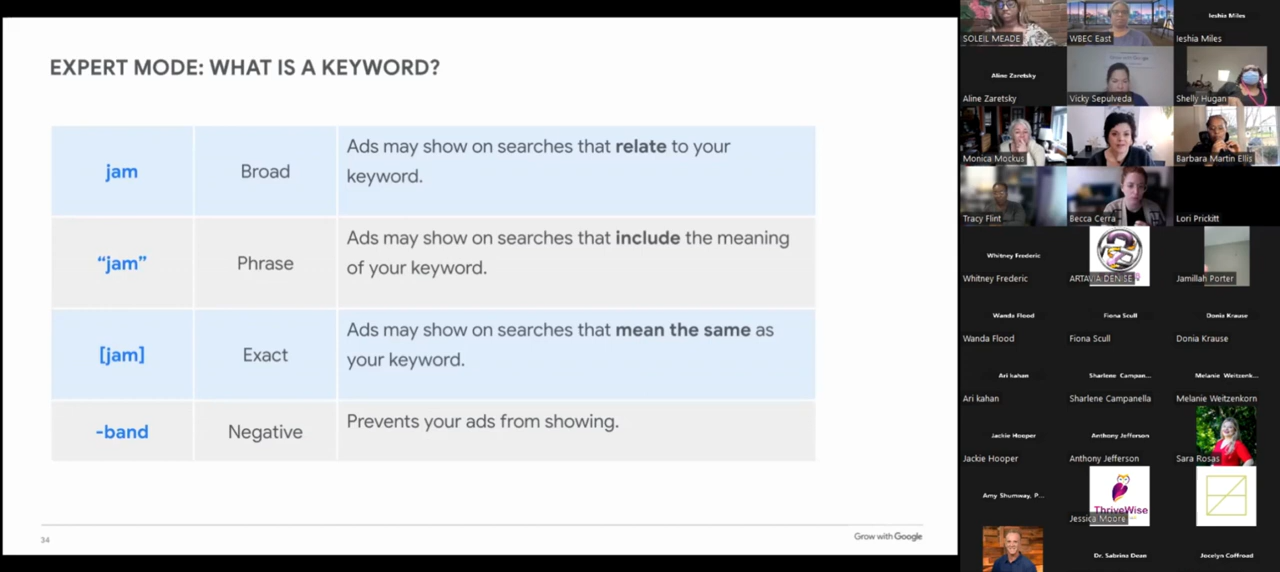 EXPERT MODE: WHAT IS A KEYWORD?
jam
Broad
Ads may show on searches that relate to your
keyword.
“jam”
Phrase
Ads may show on searches that include the meaning
of your keyword.
[jam]
Exact
Ads may show on searches that mean the same as
your keyword.
-band
Negative
Prevents your ads from showing.
34
Grow with Google
SOLEIL MEADE
WBEC East
Ieshia Miles
Ieshia Miles
Aline Zaretsky
Aline Zaretsky
Vicky Sepulveda
Shelly Hugan
Monica Mockus
Barbara Martin Ellis
Tracy Flint
Becca Cerra
Lori Prickitt
Whitney Frederic
Whitney Frederic
ARTAVIA DENISE
Jamillah Porter
Wanda Flood
Fiona Scull
Donia Krause
Wanda Flood
Fiona Scull
Donia Krause
Ari kahan
Sharlene Campan...
Melanie Weitzenk...
Ari kahan
Sharlene Campanella
Melanie Weitzenkorn
Jackie Hooper
Anthony Jefferson
Jackie Hooper
Anthony Jefferson
Sara Rosas
Amy Shumway, P...
ThriveWise
Jessica Moore
Dr. Sabrina Dean
Jocelyn Coffroad